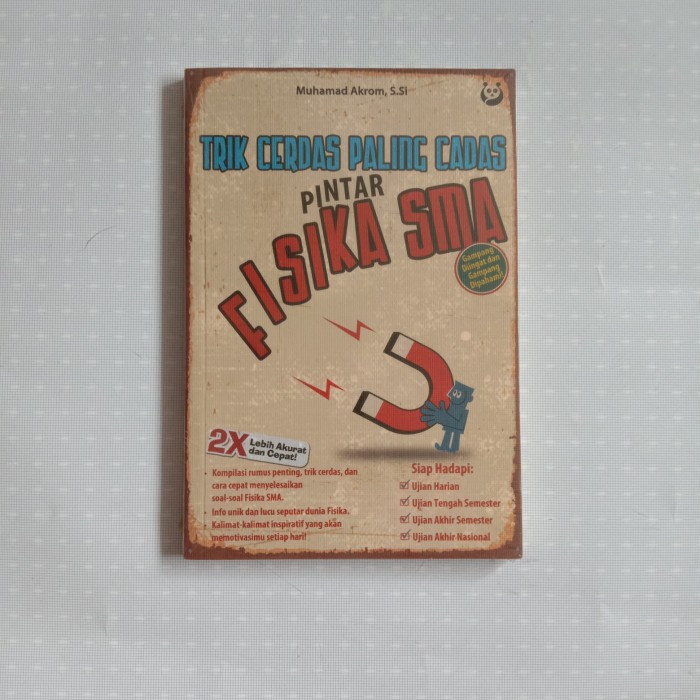 Muhamad Akrom, S.Si
TRIK CERDAS PALING CADAS
PINTAR
FISIKA SMA
Gampang
Diingat dan
Gampang
Dipahami!
2X Lebih Akurat
dan Cepat!
• Kompilasi rumus penting, trik cerdas, dan
cara cepat menyelesaikan
soal-soal Fisika SMA.
• Info unik dan lucu seputar dunia Fisika.
• Kalimat-kalimat inspiratif yang akan
memotivasimu setiap hari!
Siap Hadapi:
Ujian Harian
Ujian Tengah Semester
Ujian Akhir Semester
Ujian Akhir Nasional